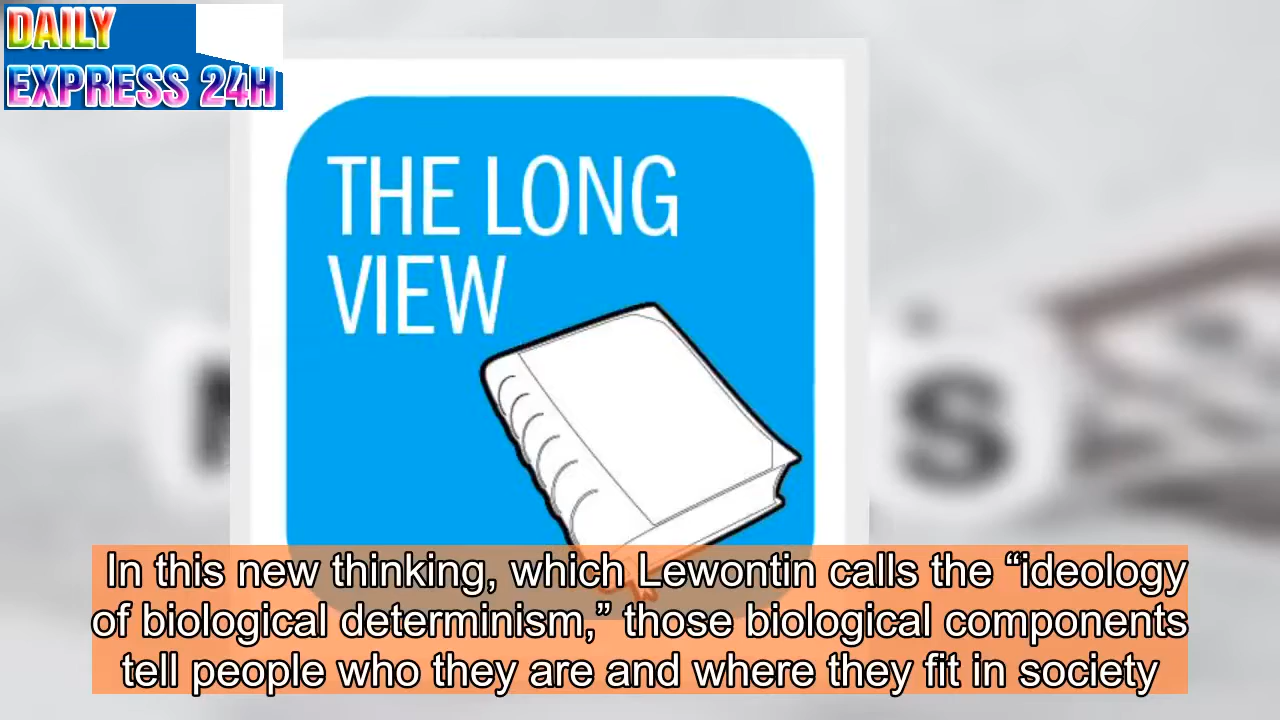 DAILY
EXPRESS 24H
THE LONG
VIEW
In this new thinking, which Lewontin calls the “ideology
of biological determinism,” those biological components
tell people who they are and where they fit in society